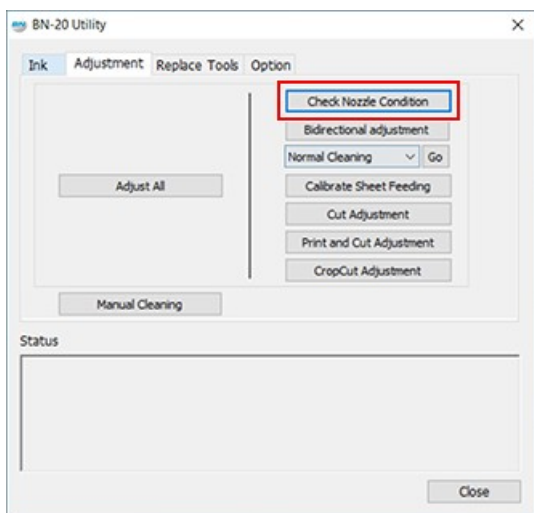 BN-20 Utility
Ink Adjustment Replace Tools Option
Check Nozzle Condition
Bidirectional adjustment
Normal Cleaning Go
Adjust All
Calibrate Sheet Feeding
Cut Adjustment
Print and Cut Adjustment
CropCut Adjustment
Manual Cleaning
Status
Close